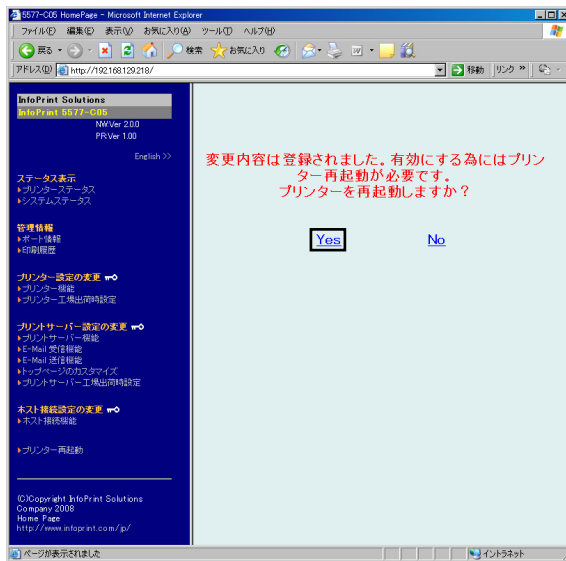 5577-C05 HomePage - Microsoft Internet Explorer
ファイル(F) 編集(E) 表示(V) お気に入り(A) ツール(T) ヘルプ(H)
戻る 検索 お気に入り
アドレス(D) http://192.168.129.218/ 移動 リンク »
InfoPrint Solutions
InfoPrint 5577-C05
NW.Ver 2.0.0
PR.Ver 1.00
English >>
ステータス表示
プリンターステータス
システムステータス
管理情報
ポート情報
印刷履歴
プリンター設定の変更
プリンター機能
プリンター工場出荷時設定
プリントサーバー設定の変更
プリントサーバー機能
E-Mail 受信機能
E-Mail 送信機能
トップページのカスタマイズ
プリントサーバー工場出荷時設定
ホスト接続設定の変更
ホスト接続機能
プリンター再起動
(C)Copyright InfoPrint Solutions
Company 2008
Home Page
http://www.infoprint.com/jp/
変更内容は登録されました。有効にする為にはプリン
ター再起動が必要です。
プリンターを再起動しますか？
Yes No
ページが表示されました イントラネット